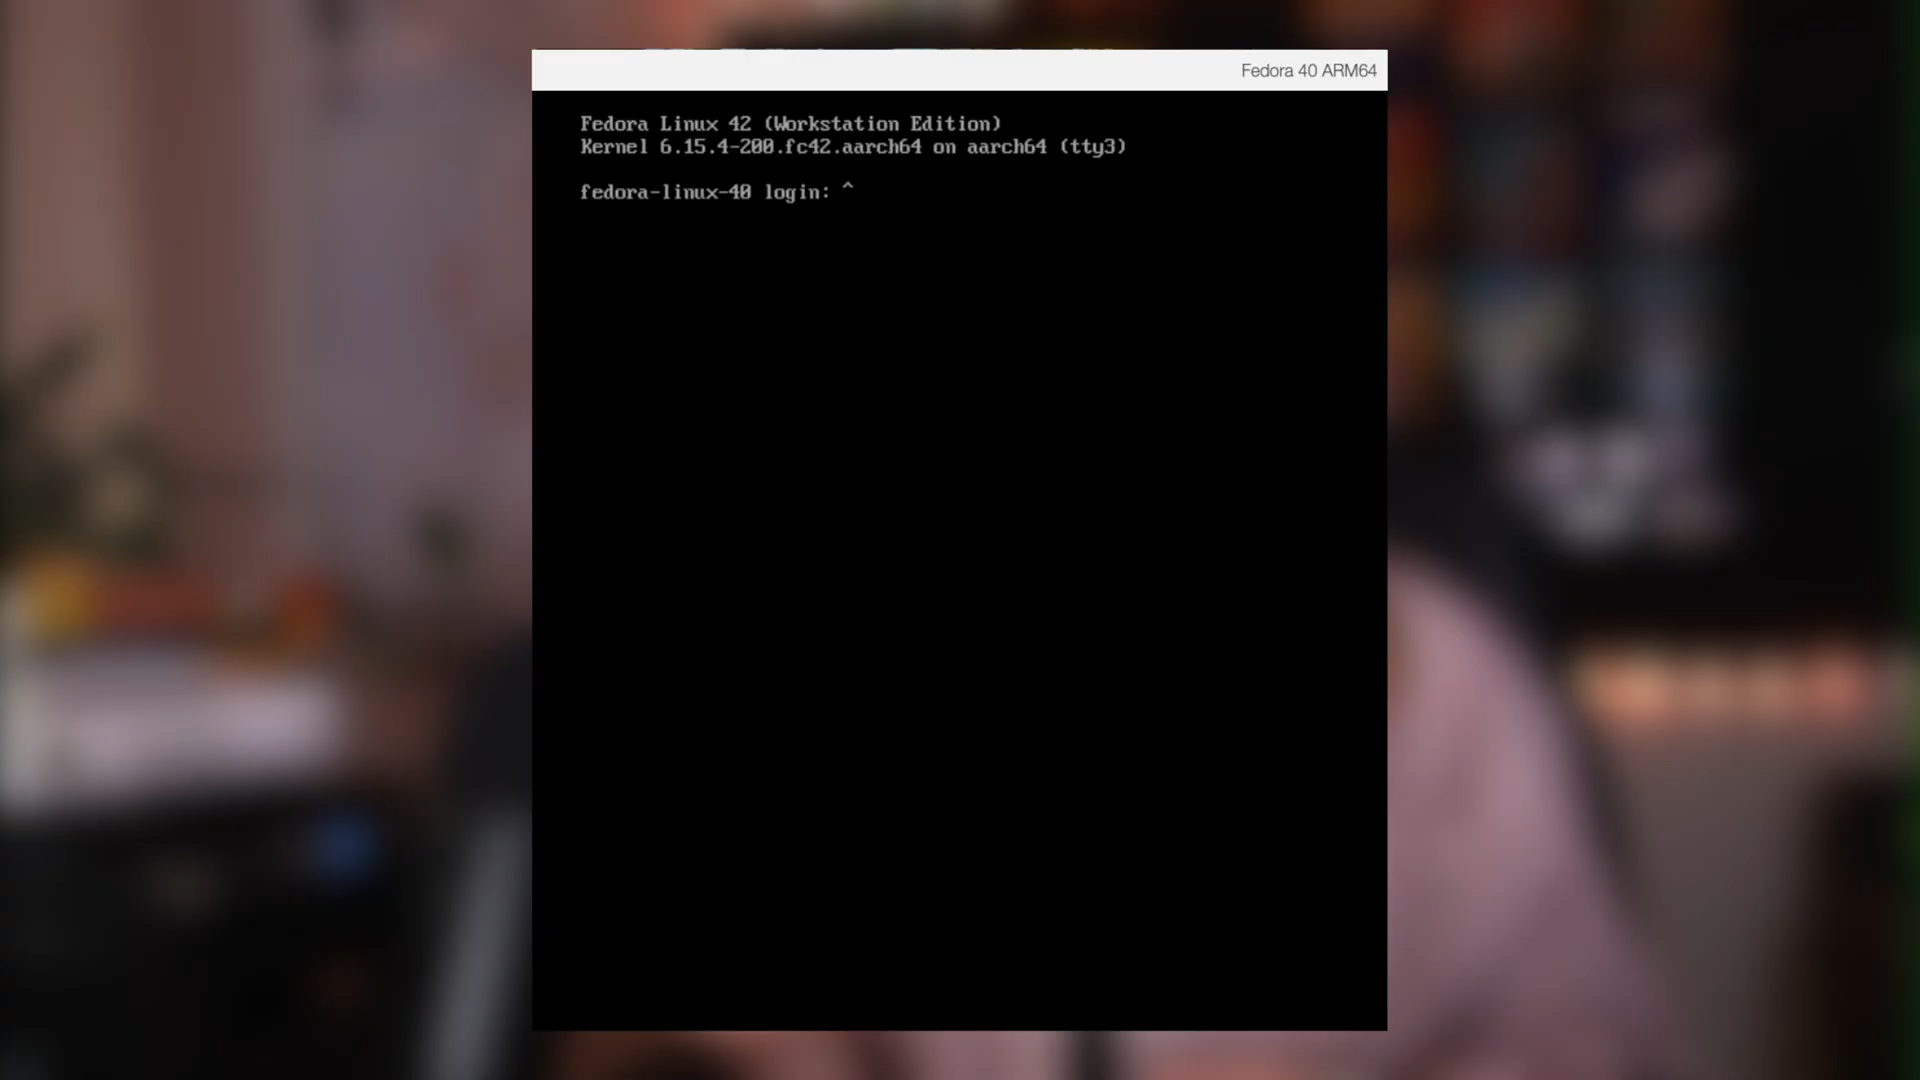 Fedora 40 ARM64
Fedora Linux 42 (Workstation Edition)
Kernel 6.15.4-200.fc42.aarch64 on aarch64 (tty3)
fedora-linux-40 login: ^